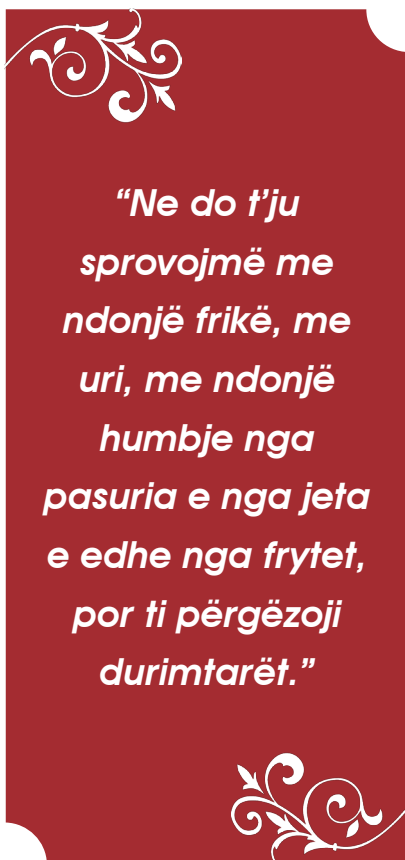 “Ne do t’ju
sprovojmë me
ndonjë frikë, me
uri, me ndonjë
humbje nga
pasuria e nga jeta
e edhe nga frytet,
por ti përgëzoji
durimtarët.”